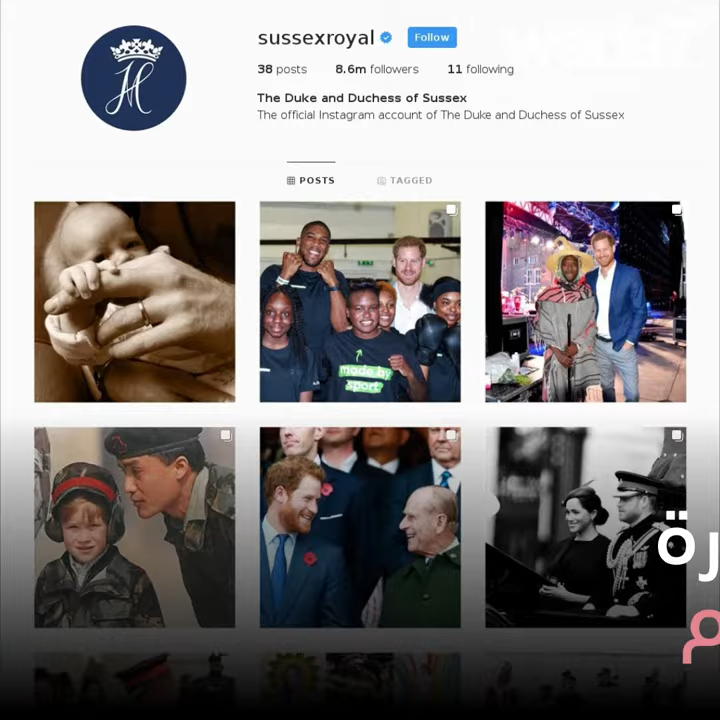 sussexroyal
Follow
38 posts 8.6m followers 11 following
The Duke and Duchess of Sussex
The official Instagram account of The Duke and Duchess of Sussex
POSTS TAGGED
made by
sport